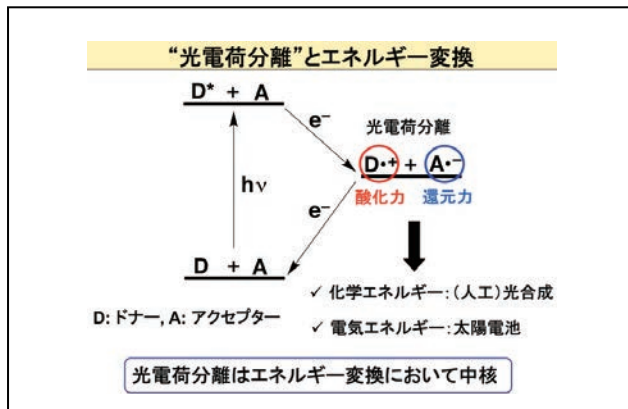 “光電荷分離”とエネルギー変換
D* + A
e⁻
光電荷分離
D•+ + A•−
酸化力 還元力
hν
e⁻
D + A
✓ 化学エネルギー：（人工）光合成
D: ドナー, A: アクセプター
✓ 電気エネルギー：太陽電池
光電荷分離はエネルギー変換において中核